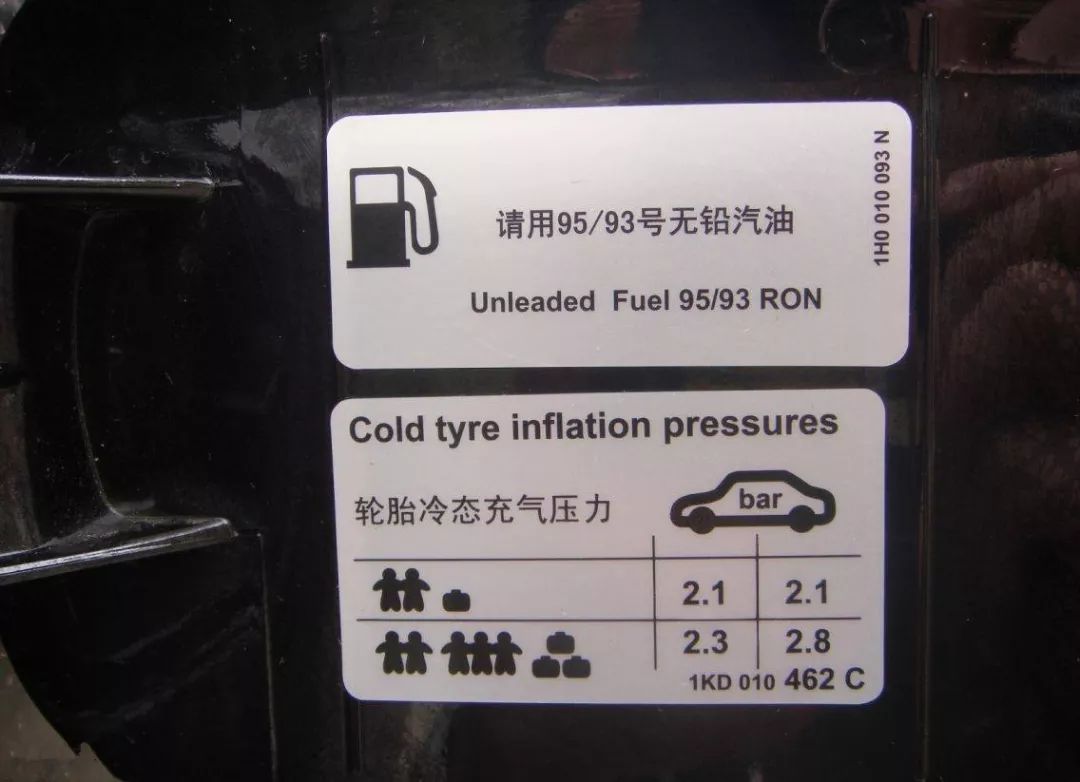 请用95/93号无铅汽油
Unleaded Fuel 95/93 RON
1H0 010 093 N
Cold tyre inflation pressures
轮胎冷态充气压力
bar
2.1 2.1
2.3 2.8
1KD 010 462 C